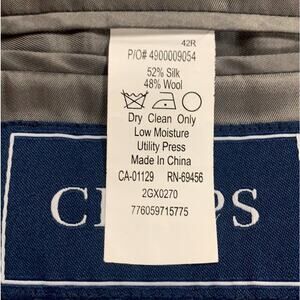 42R
P/O# 4900009054
52% Silk
48% Wool
Dry Clean Only
Low Moisture
Utility Press
Made In China
CA-01129 RN-69456
2GX0270
776059715775